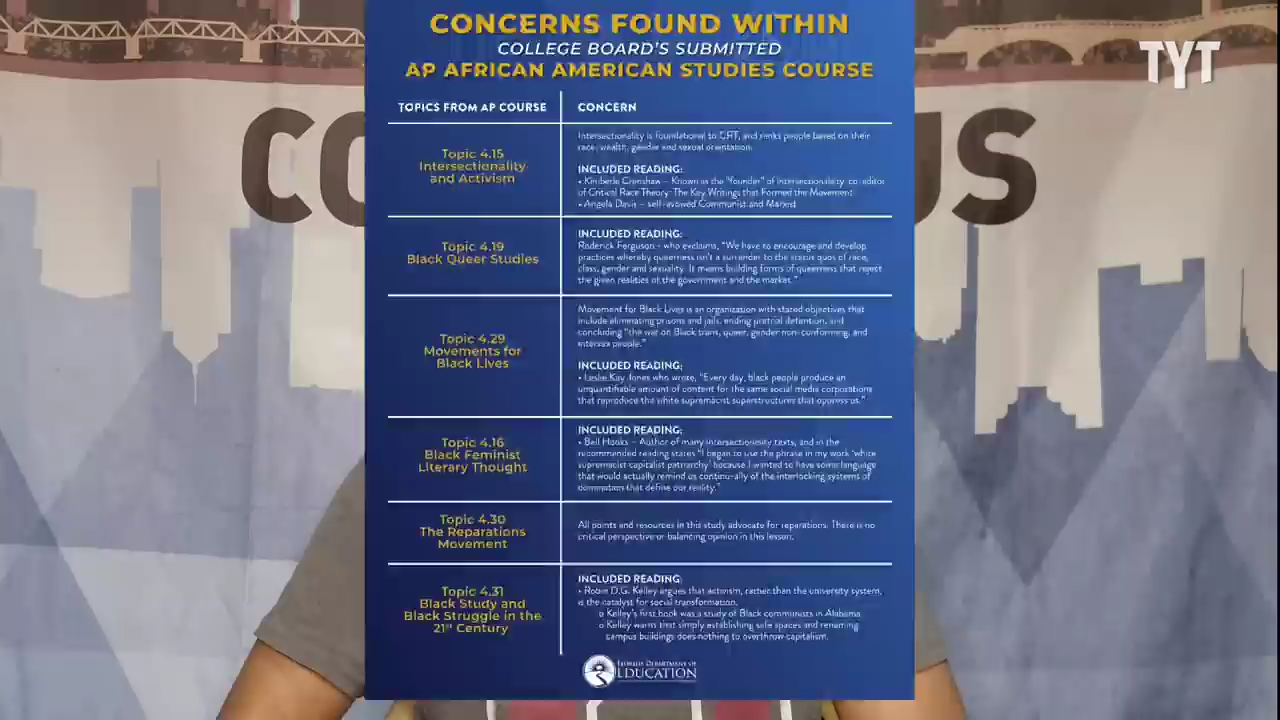 CONCERNS FOUND WITHIN
COLLEGE BOARD'S SUBMITTED
AP AFRICAN AMERICAN STUDIES COURSE
TYT
CO
US
TOPICS FROM AP COURSE
CONCERN
Topic 4.15
Intersectionality
and Activism
Intersectionality is foundational to CRT, and ranks people based on their
race, wealth, gender and sexual orientation.
INCLUDED READING:
• Kimberle Crenshaw – Known as the "founder" of intersectionality, co-editor
of Critical Race Theory: The Key Writings that Formed the Movement
• Angela Davis – self-avowed Communist and Marxist
Topic 4.19
Black Queer Studies
INCLUDED READING:
Roderick Ferguson – who exclaims, "We have to encourage and develop
practices whereby queerness isn't a surrender to the status quos of race,
class, gender and sexuality. It means building forms of queerness that reject
the given realities of the government and the market."
Topic 4.29
Movements for
Black Lives
Movement for Black Lives is an organization with stated objectives that
include eliminating prisons and jails, ending pretrial detention, and
concluding "the war on Black trans, queer, gender non-conforming, and
intersex people."
INCLUDED READING:
• Leslie Kay Jones who wrote, "Every day, black people produce an
unquantifiable amount of content for the same social media corporations
that reproduce the white supremacist superstructures that oppress us."
Topic 4.16
Black Feminist
Literary Thought
INCLUDED READING:
• Bell Hooks – Author of many intersectionality texts, and in the
recommended reading states "I began to use the phrase in my work 'white
supremacist capitalist patriarchy' because I wanted to have some language
that would actually remind us continu-ally of the interlocking systems of
domination that define our reality."
Topic 4.30
The Reparations
Movement
All points and resources in this study advocate for reparations. There is no
critical perspective or balancing opinion in this lesson.
Topic 4.31
Black Study and
Black Struggle in the
21st Century
INCLUDED READING:
• Robin D.G. Kelley argues that activism, rather than the university system,
is the catalyst for social transformation.
o Kelley's first book was a study of Black communists in Alabama
o Kelley warns that simply establishing safe spaces and renaming
campus buildings does nothing to overthrow capitalism.
FLORIDA DEPARTMENT OF
EDUCATION